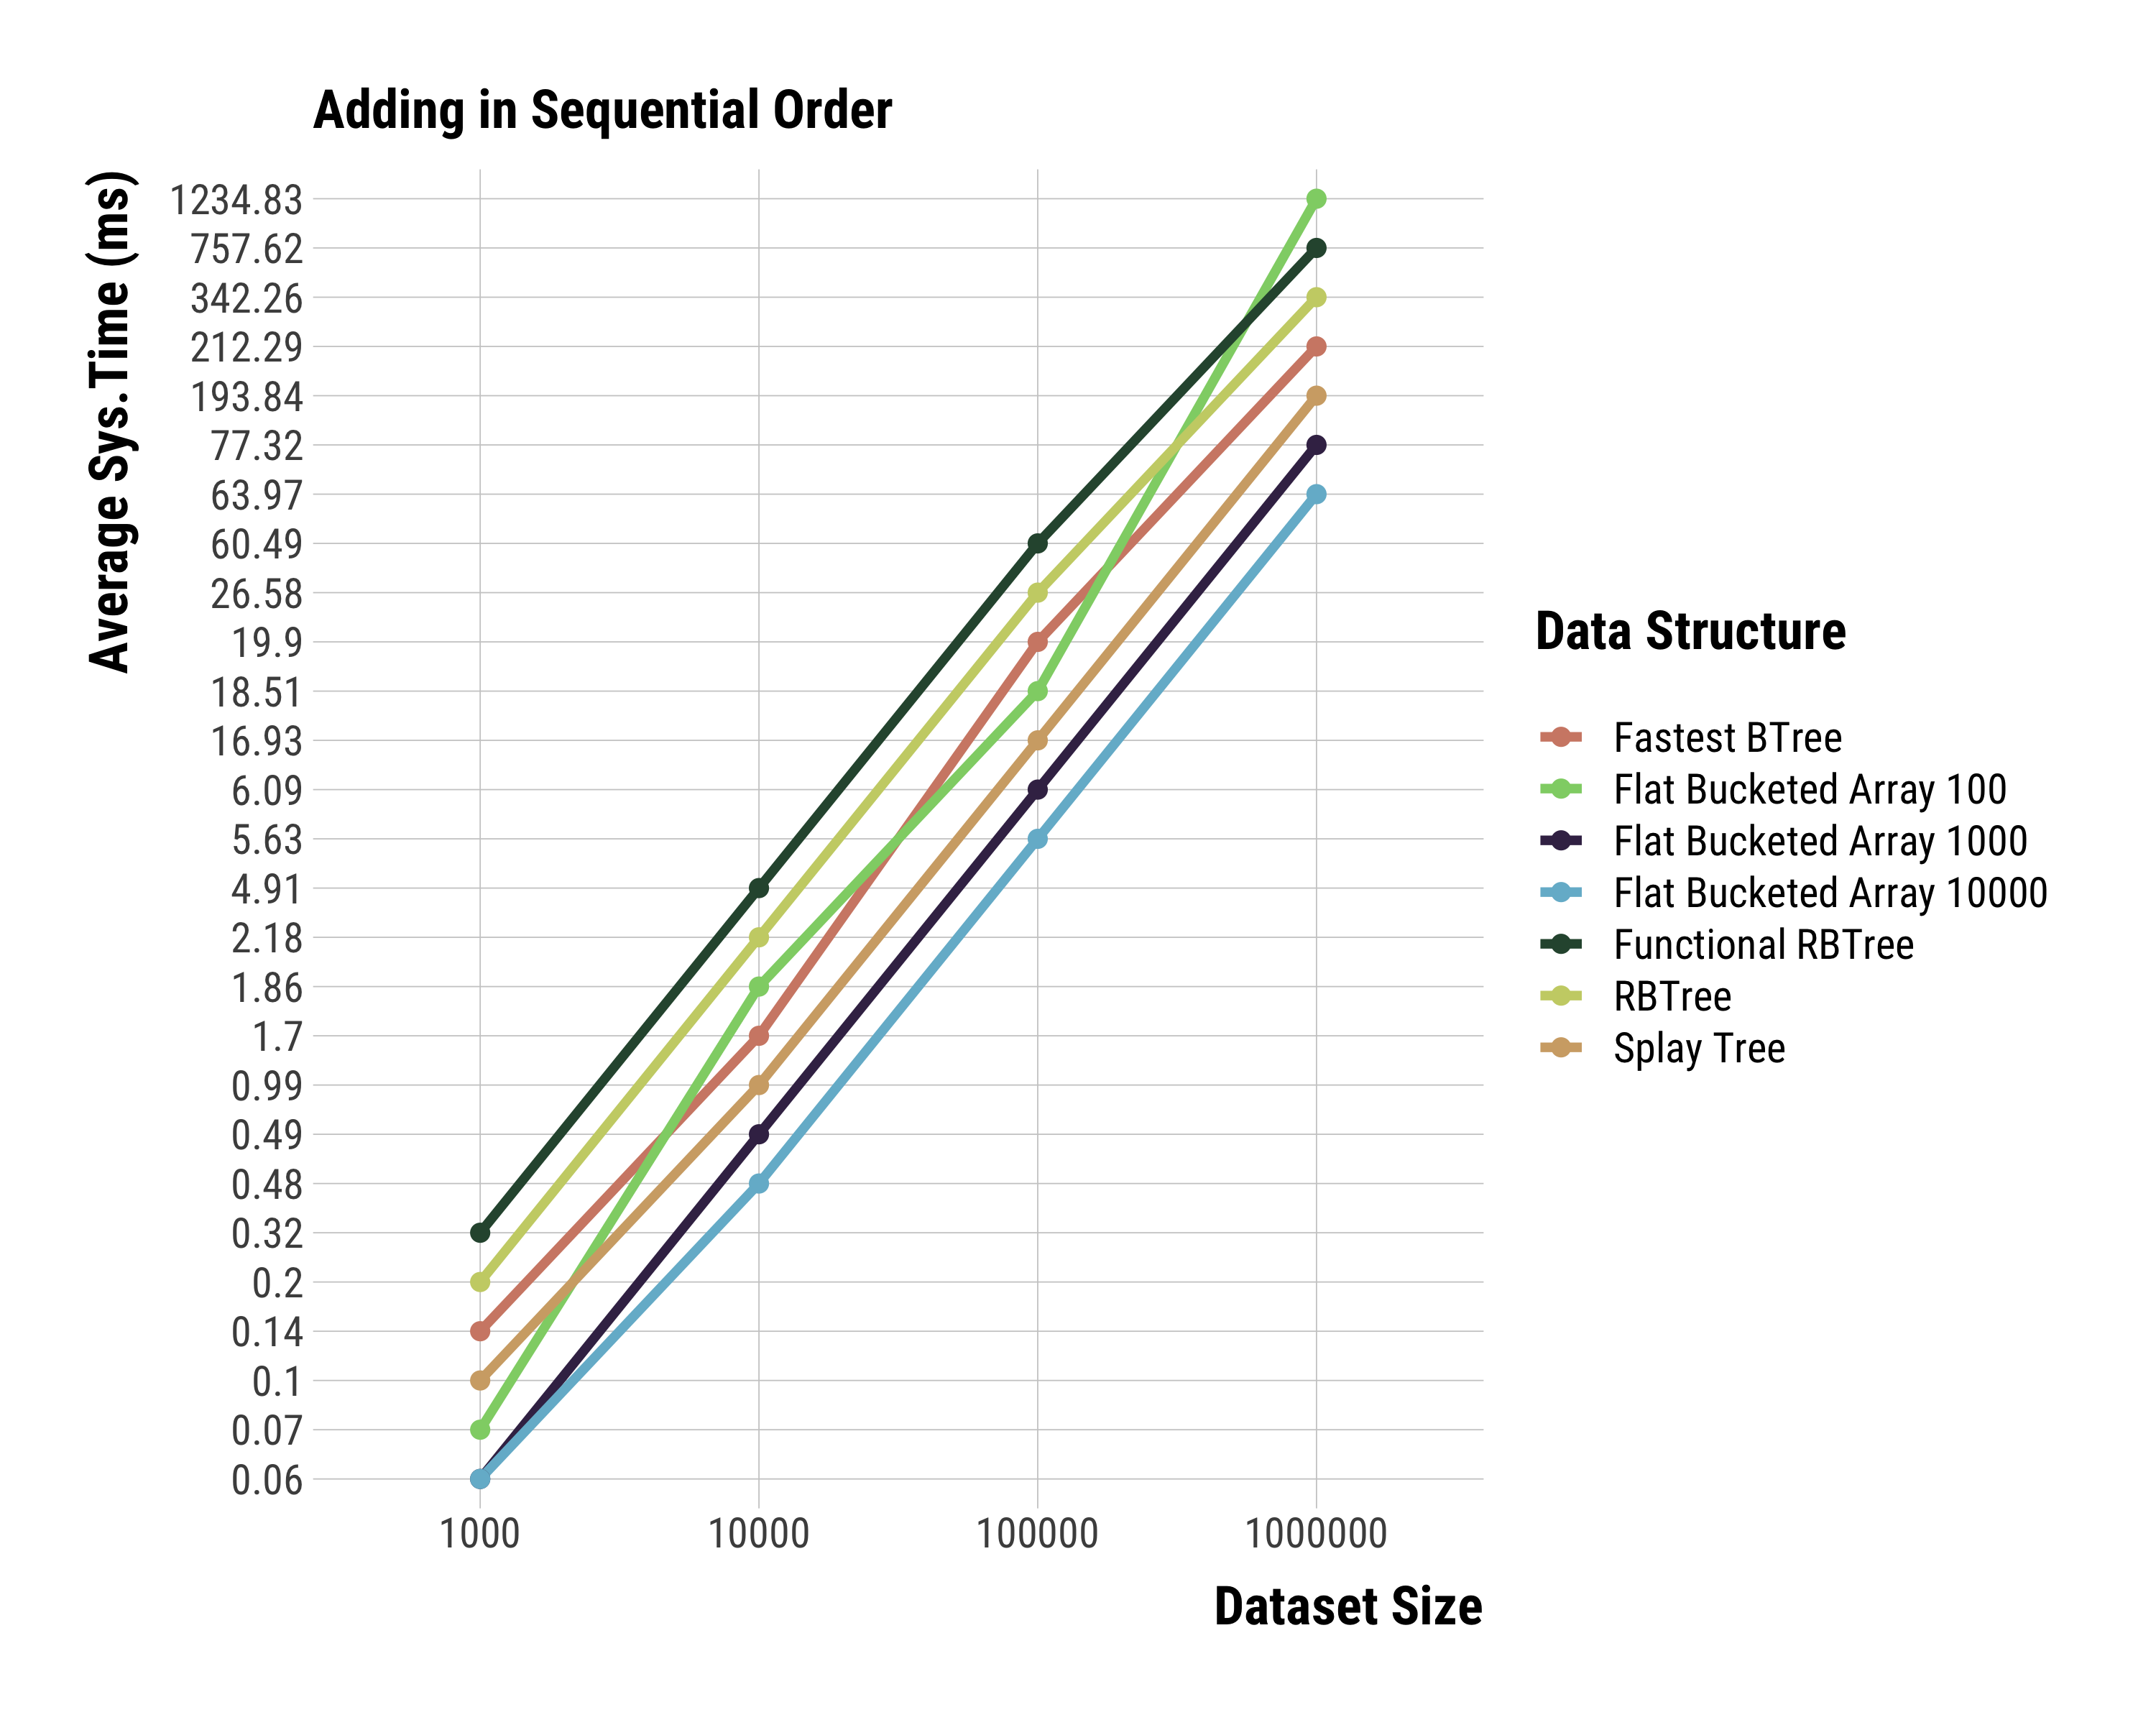 Adding in Sequential Order
Average Sys.Time (ms)
1234.83
757.62
342.26
212.29
193.84
77.32
63.97
60.49
26.58
19.9
18.51
16.93
6.09
5.63
4.91
2.18
1.86
1.7
0.99
0.49
0.48
0.32
0.2
0.14
0.1
0.07
0.06
1000
10000
100000
1000000
Dataset Size
Data Structure
Fastest BTree
Flat Bucketed Array 100
Flat Bucketed Array 1000
Flat Bucketed Array 10000
Functional RBTree
RBTree
Splay Tree